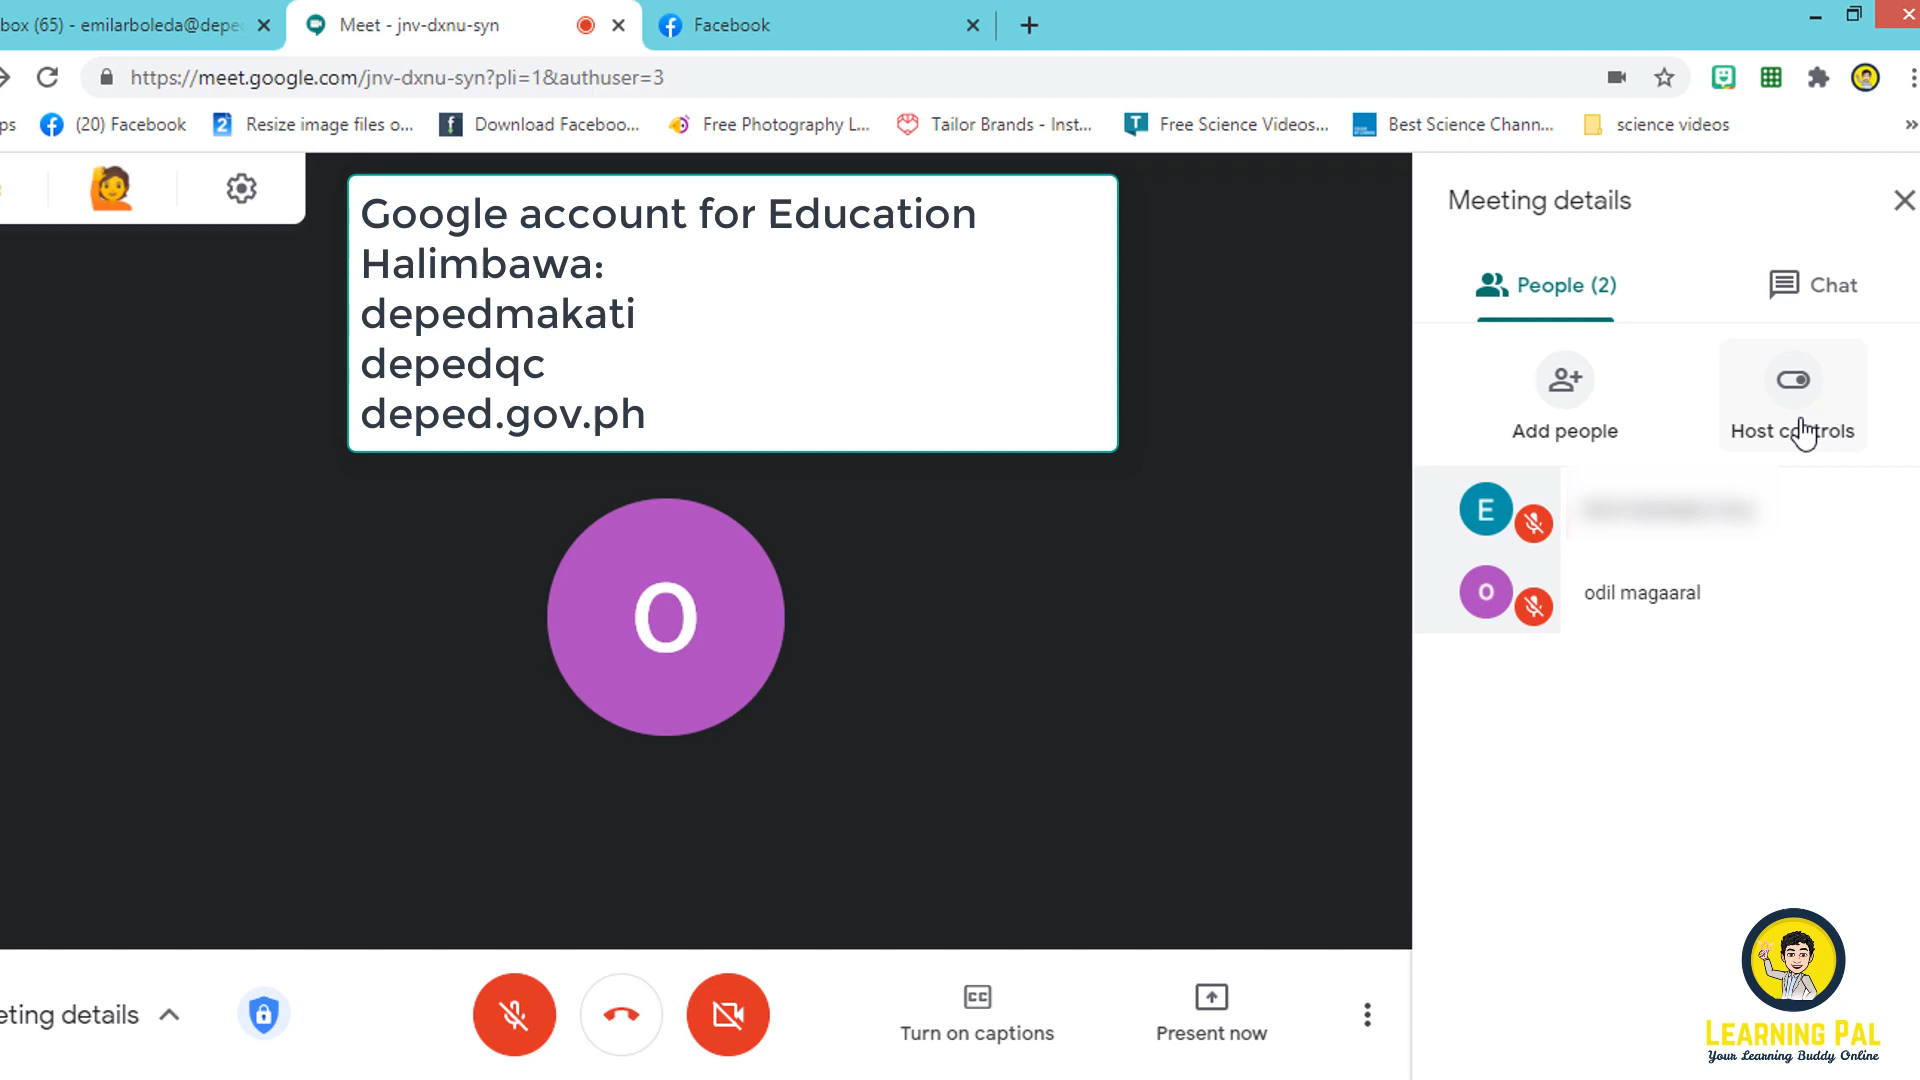 box (65) - emilarboleda@depe
Meet - jnv-dxnu-syn
Facebook
https://meet.google.com/jnv-dxnu-syn?pli=1&authuser=3
ps
(20) Facebook
Resize image files o...
Download Faceboo...
Free Photography L...
Tailor Brands - Inst...
Free Science Videos...
Best Science Chann...
science videos
Google account for Education
Halimbawa:
depedmakati
depedqc
deped.gov.ph
Meeting details
People (2)
Chat
Add people
Host controls
E
O
odil magaaral
O
eting details
CC
Turn on captions
Present now
LEARNING PAL
Your Learning Buddy Online